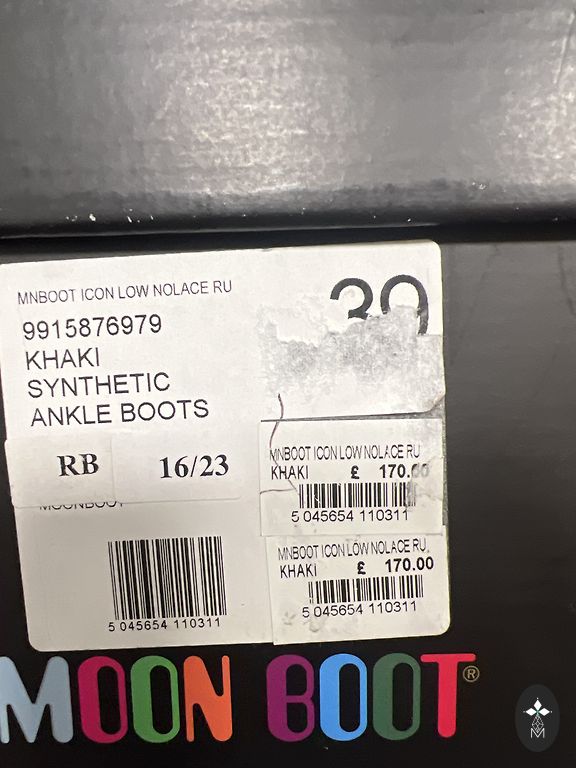 MNBOOT ICON LOW NOLACE RU
39
9915876979
KHAKI
SYNTHETIC
ANKLE BOOTS
RB 16/23
MOONBOOT
5 045654 110311
MNBOOT ICON LOW NOLACE RU
KHAKI £ 170.00
5 045654 110311
MNBOOT ICON LOW NOLACE RU
KHAKI £ 170.00
5 045654 110311
MOON BOOT®
M